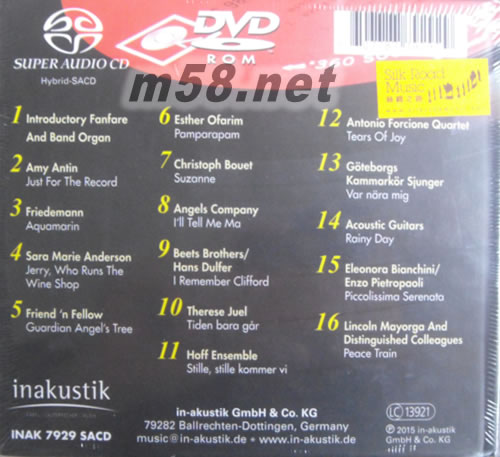 SUPER AUDIO CD
Hybrid-SACD
DVD
ROM
m58.net
Silk Road
Music
1 Introductory Fanfare
And Band Organ
2 Amy Antin
Just For The Record
3 Friedemann
Aquamarin
4 Sara Marie Anderson
Jerry, Who Runs The
Wine Shop
5 Friend 'n Fellow
Guardian Angel's Tree
6 Esther Ofarim
Pamparapam
7 Christoph Bouet
Suzanne
8 Angels Company
I'll Tell Me Ma
9 Beets Brothers/
Hans Dulfer
I Remember Clifford
10 Therese Juel
Tiden bara går
11 Hoff Ensemble
Stille, stille kommer vi
12 Antonio Forcione Quartet
Tears Of Joy
13 Göteborgs
Kammarkör Sjunger
Var nära mig
14 Acoustic Guitars
Rainy Day
15 Eleonora Bianchini/
Enzo Pietropaoli
Piccolissima Serenata
16 Lincoln Mayorga And
Distinguished Colleagues
Peace Train
inakustik
INAK 7929 SACD
in-akustik GmbH & Co. KG
79282 Ballrechten-Dottingen, Germany
music@in-akustik.de • www.in-akustik.de
LC 13921
℗ 2015 in-akustik
GmbH & Co. KG